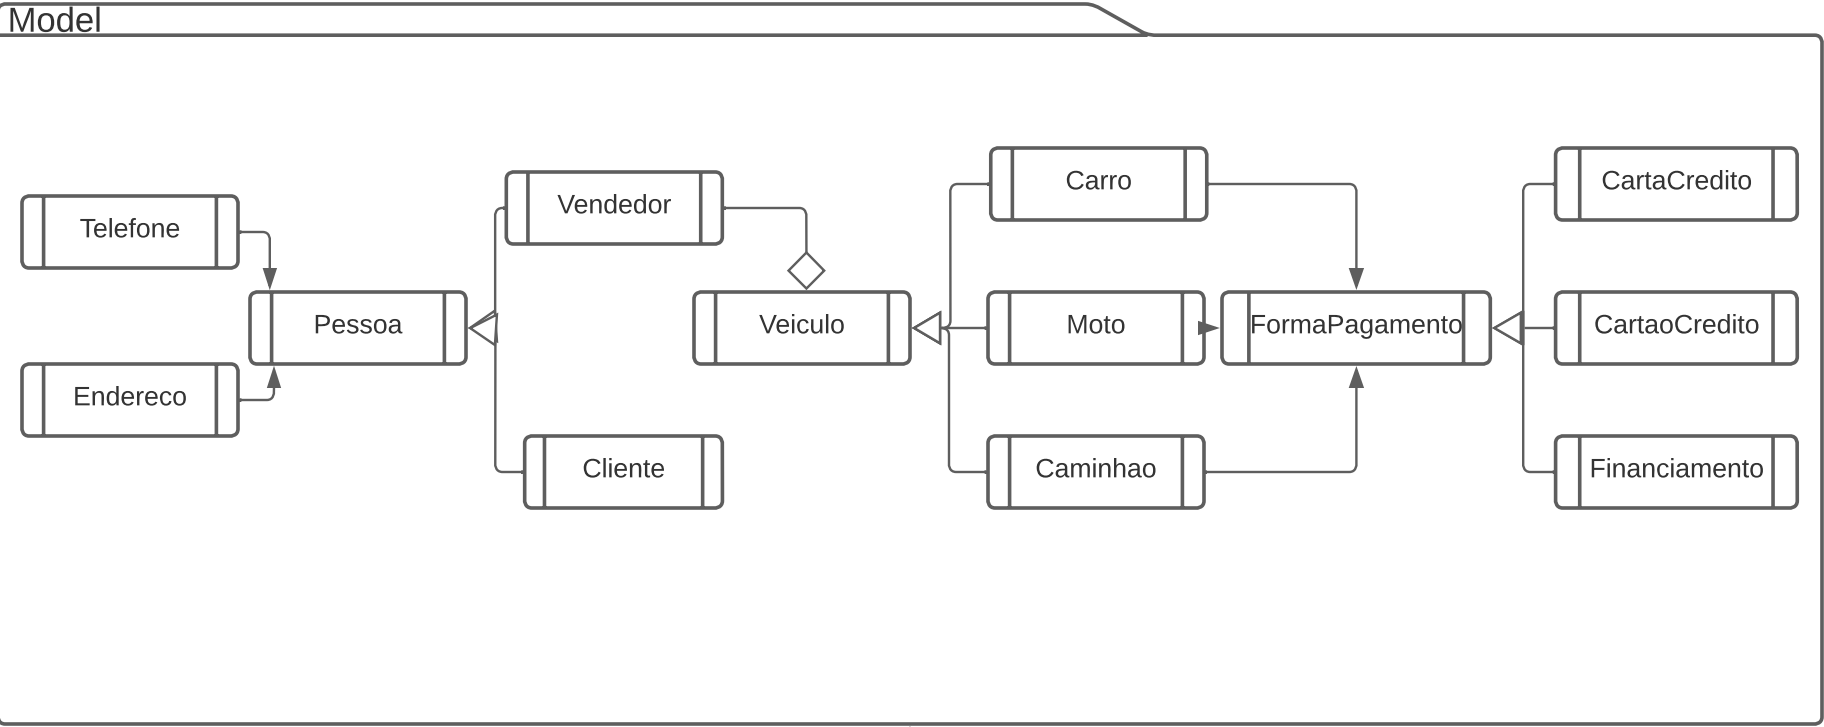 Model
Telefone
Endereco
Pessoa
Vendedor
Cliente
Veiculo
Carro
Moto
Caminhao
FormaPagamento
CartaCredito
CartaoCredito
Financiamento